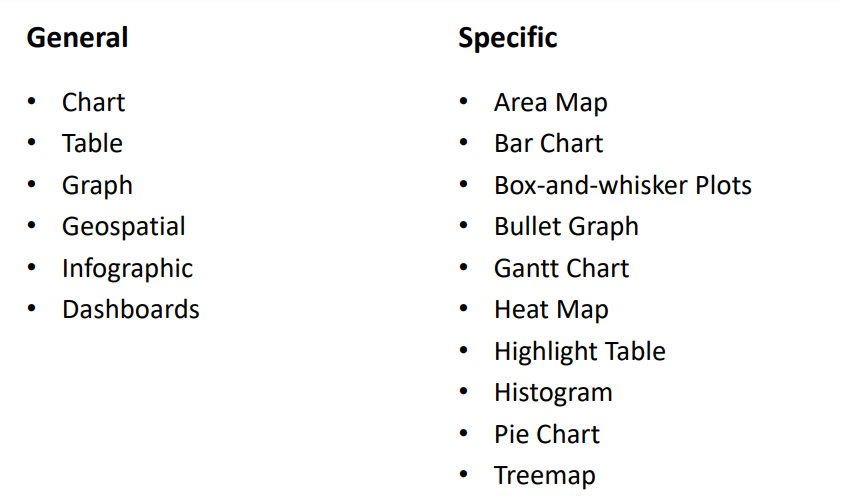 General
• Chart
• Table
• Graph
• Geospatial
• Infographic
• Dashboards
Specific
• Area Map
• Bar Chart
• Box-and-whisker Plots
• Bullet Graph
• Gantt Chart
• Heat Map
• Highlight Table
• Histogram
• Pie Chart
• Treemap